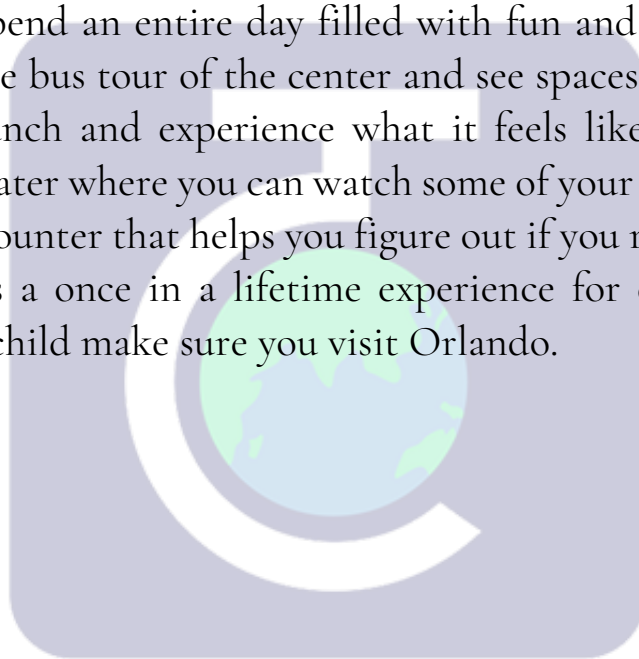 pend an entire day filled with fun and
e bus tour of the center and see spaces
unch and experience what it feels like
ater where you can watch some of your
ounter that helps you figure out if you
s a once in a lifetime experience for
child make sure you visit Orlando.